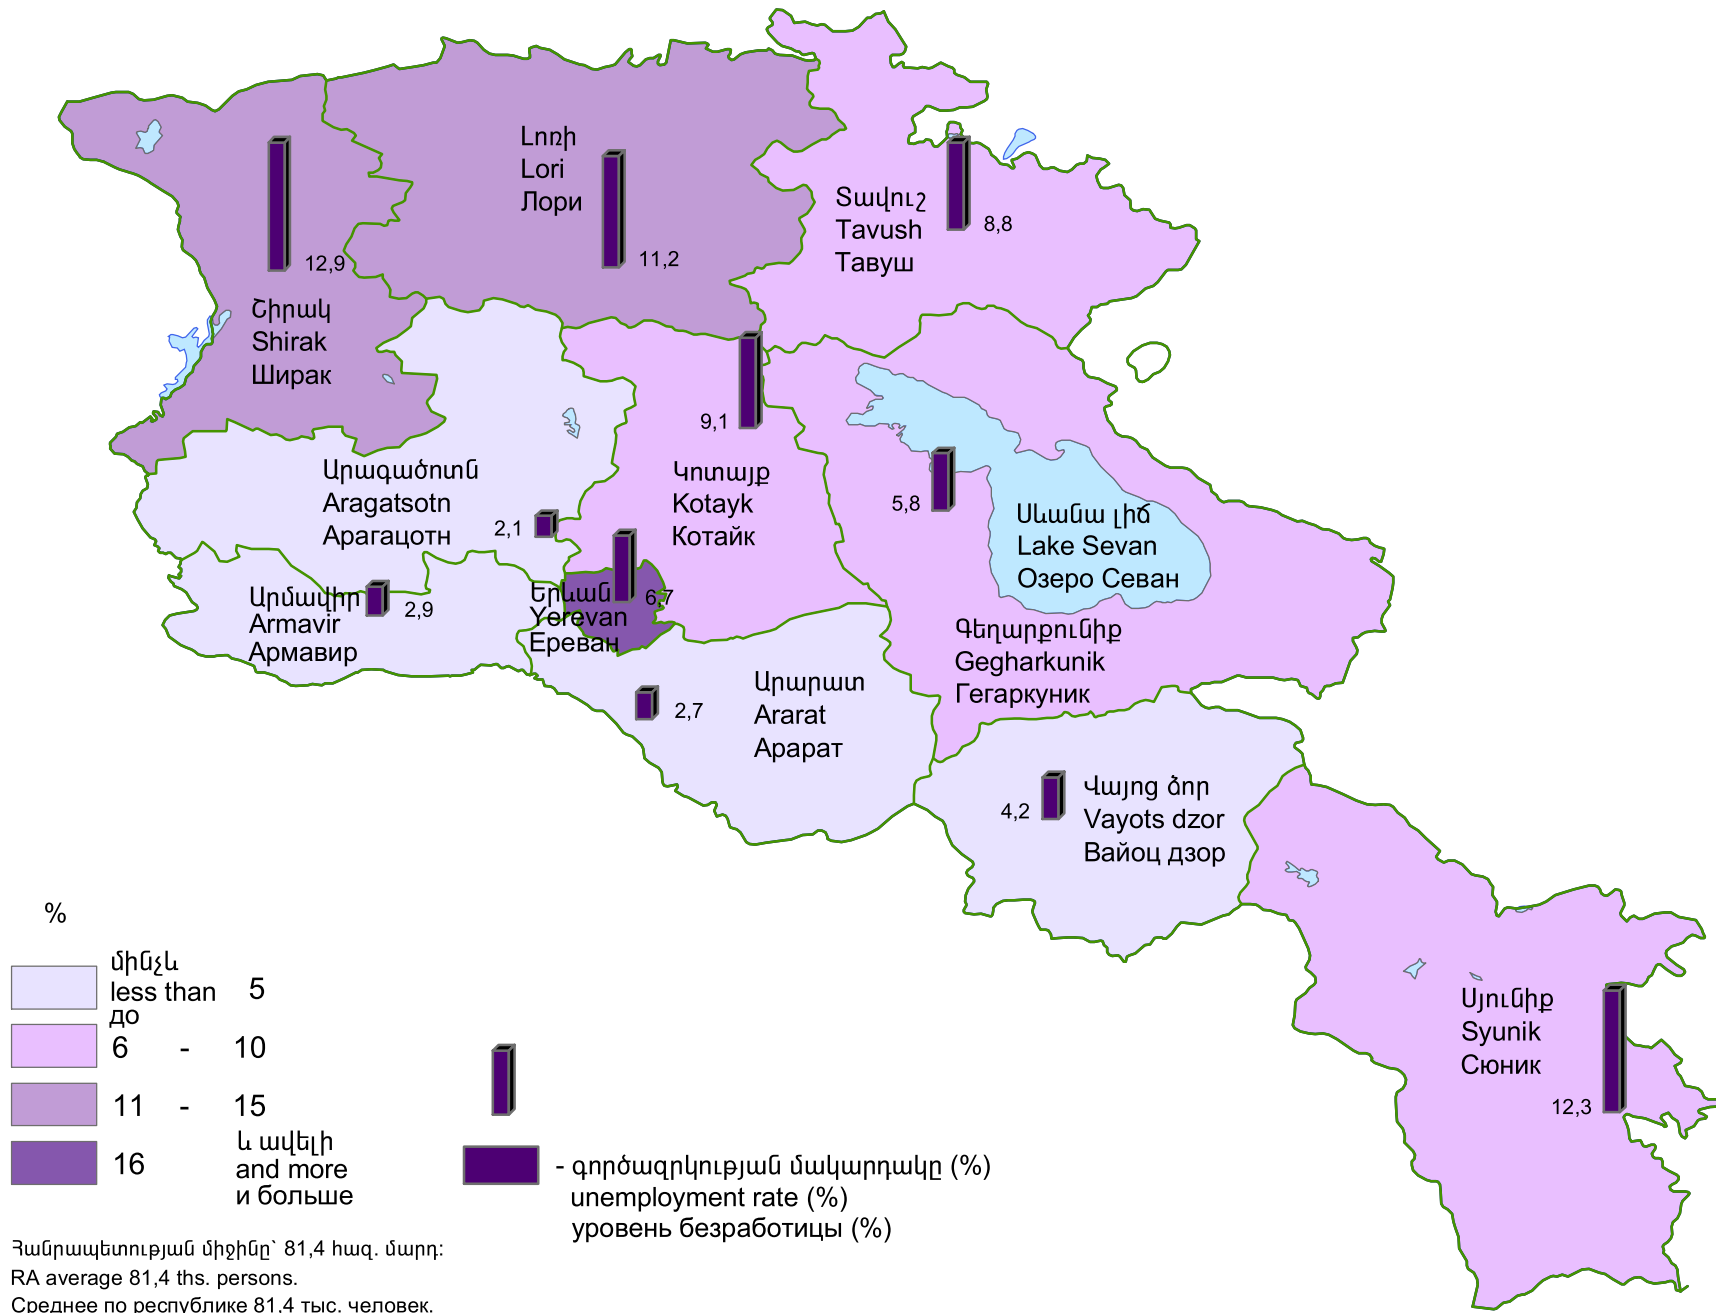 Լոռի
Lori
Лори
11,2
Տավուշ
Tavush
Тавуш
8,8
12,9
Շիրակ
Shirak
Ширак
9,1
Կոտայք
Kotayk
Котайк
Արագածոտն
Aragatsotn
Арагацотн
2,1
5,8
Սևանա լիճ
Lake Sevan
Озеро Севан
Արմավիր
Armavir
Армавир
2,9
Երևան
Yerevan
Ереван
6,7
Գեղարքունիք
Gegharkunik
Гегаркуник
Արարատ
Ararat
Арарат
2,7
4,2
Վայոց ձոր
Vayots dzor
Вайоц дзор
Սյունիք
Syunik
Сюник
12,3
%
մինչև
less than 5
до
6 - 10
11 - 15
16 և ավելի
and more
и больше
- գործազրկության մակարդակը (%)
unemployment rate (%)
уровень безработицы (%)
Հանրապետության միջինը` 81,4 հազ. մարդ:
RA average 81,4 ths. persons.
Среднее по республике 81,4 тыс. человек.